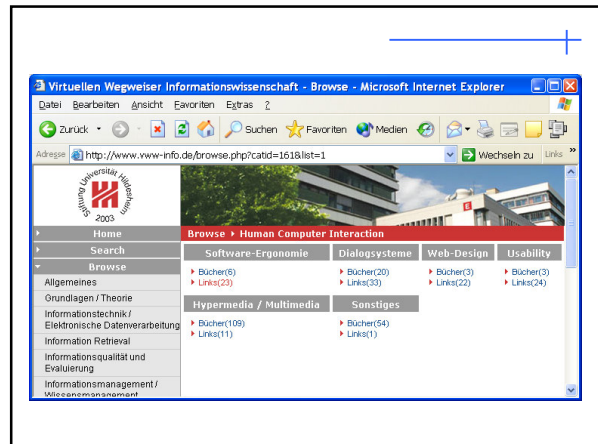 Virtuellen Wegweiser Informationswissenschaft - Browse - Microsoft Internet Explorer
Datei Bearbeiten Ansicht Favoriten Extras ?
Zurück Suchen Favoriten Medien
Adresse http://www.vww-info.de/browse.php?catid=161&list=1 Wechseln zu Links »
Stiftung Universität Hildesheim
2003
Home
Search
Browse
Allgemeines
Grundlagen / Theorie
Informationstechnik /
Elektronische Datenverarbeitung
Information Retrieval
Informationsqualität und
Evaluierung
Informationsmanagement /
Wissensmanagement
Browse Human Computer Interaction
Software-Ergonomie Dialogsysteme Web-Design Usability
Bücher(6) Bücher(20) Bücher(3) Bücher(3)
Links(23) Links(33) Links(22) Links(24)
Hypermedia / Multimedia Sonstiges
Bücher(109) Bücher(54)
Links(11) Links(1)